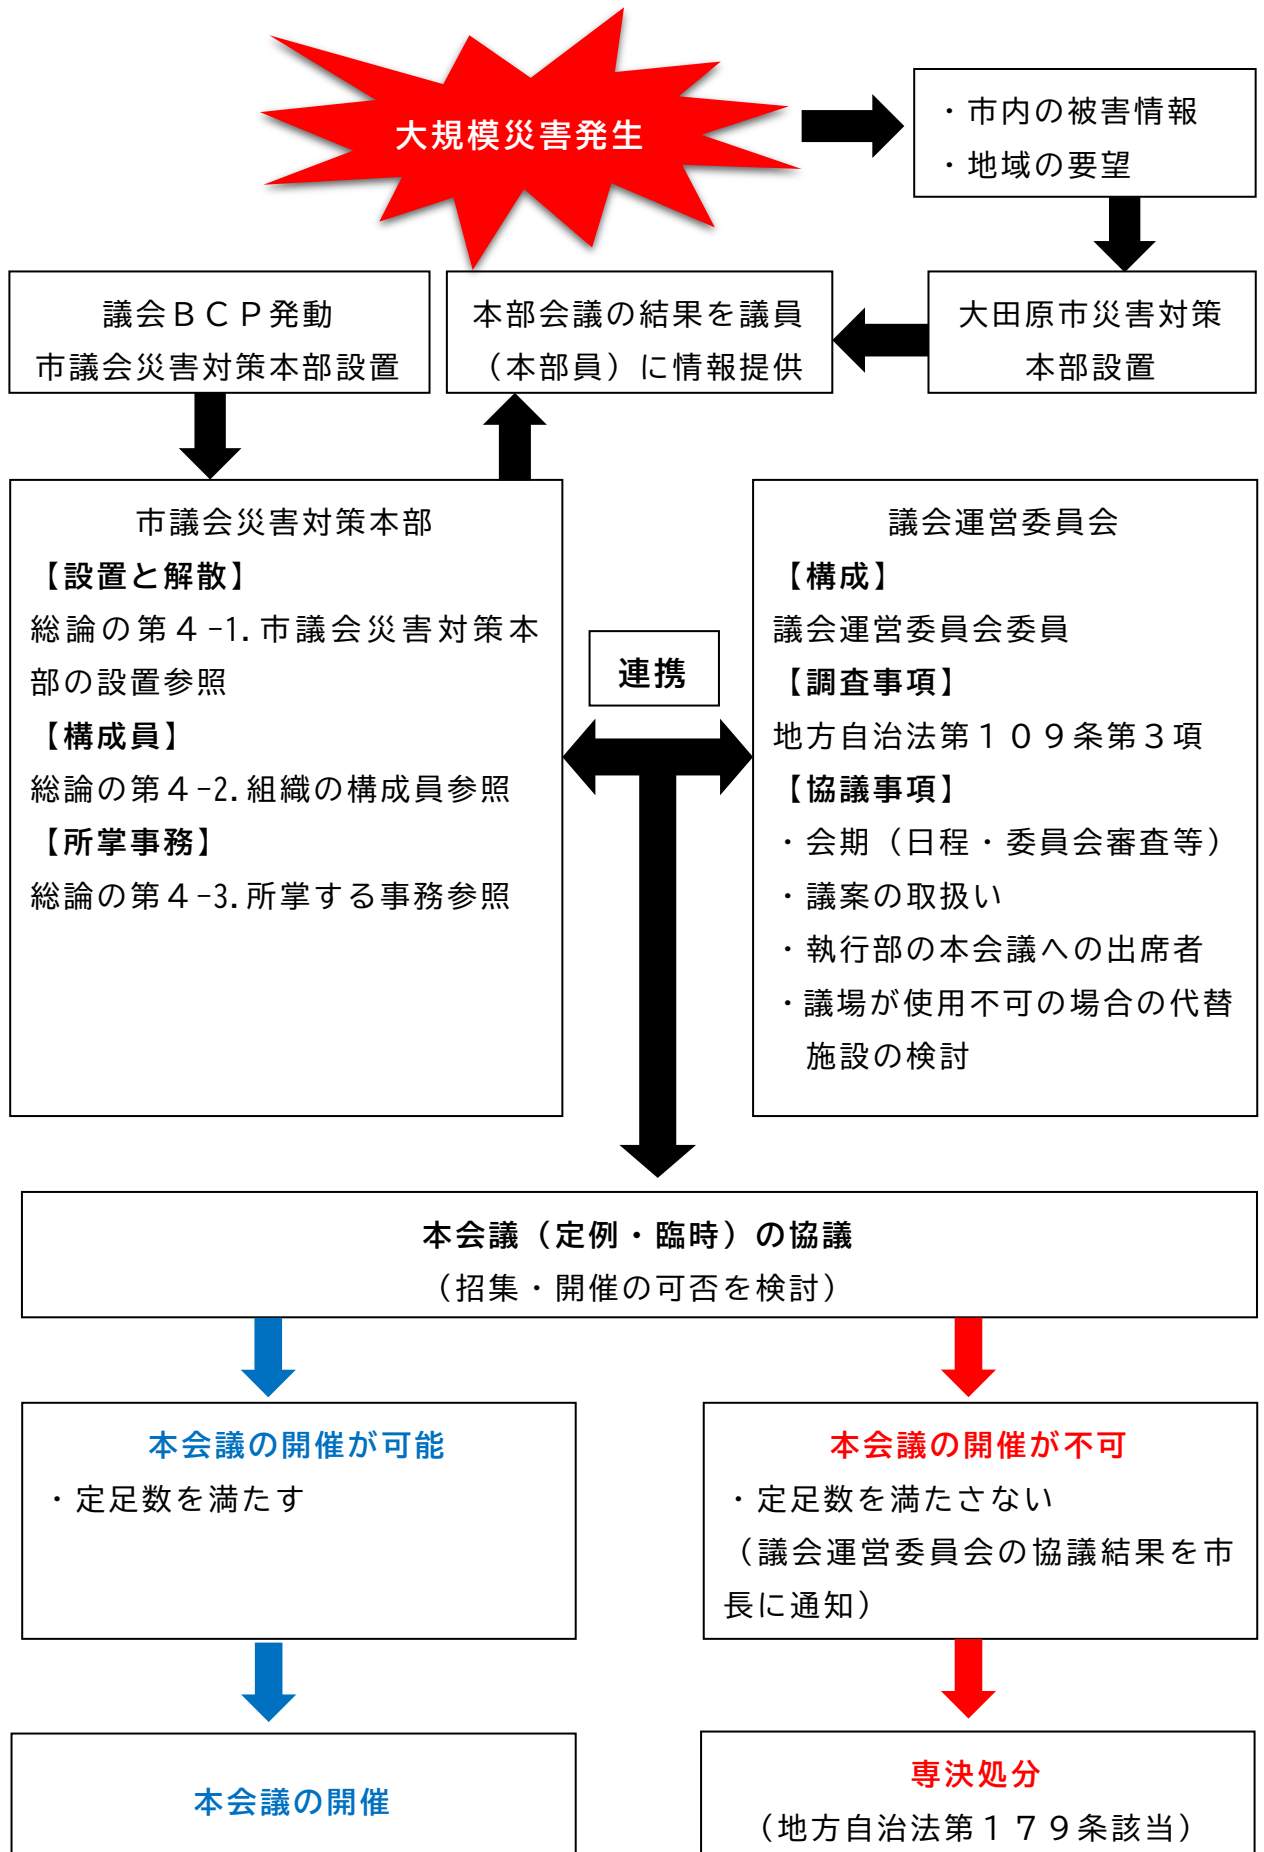 大規模災害発生
・市内の被害情報
・地域の要望
議会ＢＣＰ発動
市議会災害対策本部設置
本部会議の結果を議員
（本部員）に情報提供
大田原市災害対策
本部設置
市議会災害対策本部
【設置と解散】
総論の第４-1.市議会災害対策本
部の設置参照
【構成員】
総論の第４-2.組織の構成員参照
【所掌事務】
総論の第４-3.所掌する事務参照
連携
議会運営委員会
【構成】
議会運営委員会委員
【調査事項】
地方自治法第１０９条第３項
【協議事項】
・会期（日程・委員会審査等）
・議案の取扱い
・執行部の本会議への出席者
・議場が使用不可の場合の代替
施設の検討
本会議（定例・臨時）の協議
（招集・開催の可否を検討）
本会議の開催が可能
・定足数を満たす
本会議の開催が不可
・定足数を満たさない
（議会運営委員会の協議結果を市
長に通知）
本会議の開催
専決処分
（地方自治法第１７９条該当）